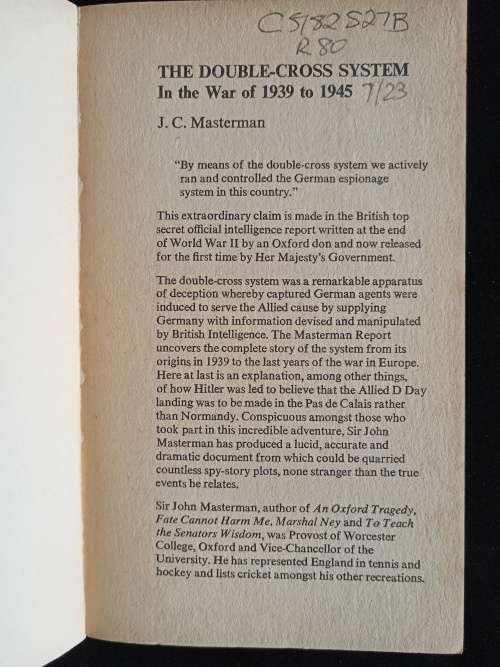 C5/82 S27B
R 80
THE DOUBLE-CROSS SYSTEM
In the War of 1939 to 1945 7/23
J. C. Masterman
"By means of the double-cross system we actively
ran and controlled the German espionage
system in this country."
This extraordinary claim is made in the British top
secret official intelligence report written at the end
of World War II by an Oxford don and now released
for the first time by Her Majesty's Government.
The double-cross system was a remarkable apparatus
of deception whereby captured German agents were
induced to serve the Allied cause by supplying
Germany with information devised and manipulated
by British Intelligence. The Masterman Report
uncovers the complete story of the system from its
origins in 1939 to the last years of the war in Europe.
Here at last is an explanation, among other things,
of how Hitler was led to believe that the Allied D Day
landing was to be made in the Pas de Calais rather
than Normandy. Conspicuous amongst those who
took part in this incredible adventure, Sir John
Masterman has produced a lucid, accurate and
dramatic document from which could be quarried
countless spy-story plots, none stranger than the true
events he relates.
Sir John Masterman, author of An Oxford Tragedy,
Fate Cannot Harm Me, Marshal Ney and To Teach
the Senators Wisdom, was Provost of Worcester
College, Oxford and Vice-Chancellor of the
University. He has represented England in tennis and
hockey and lists cricket amongst his other recreations.